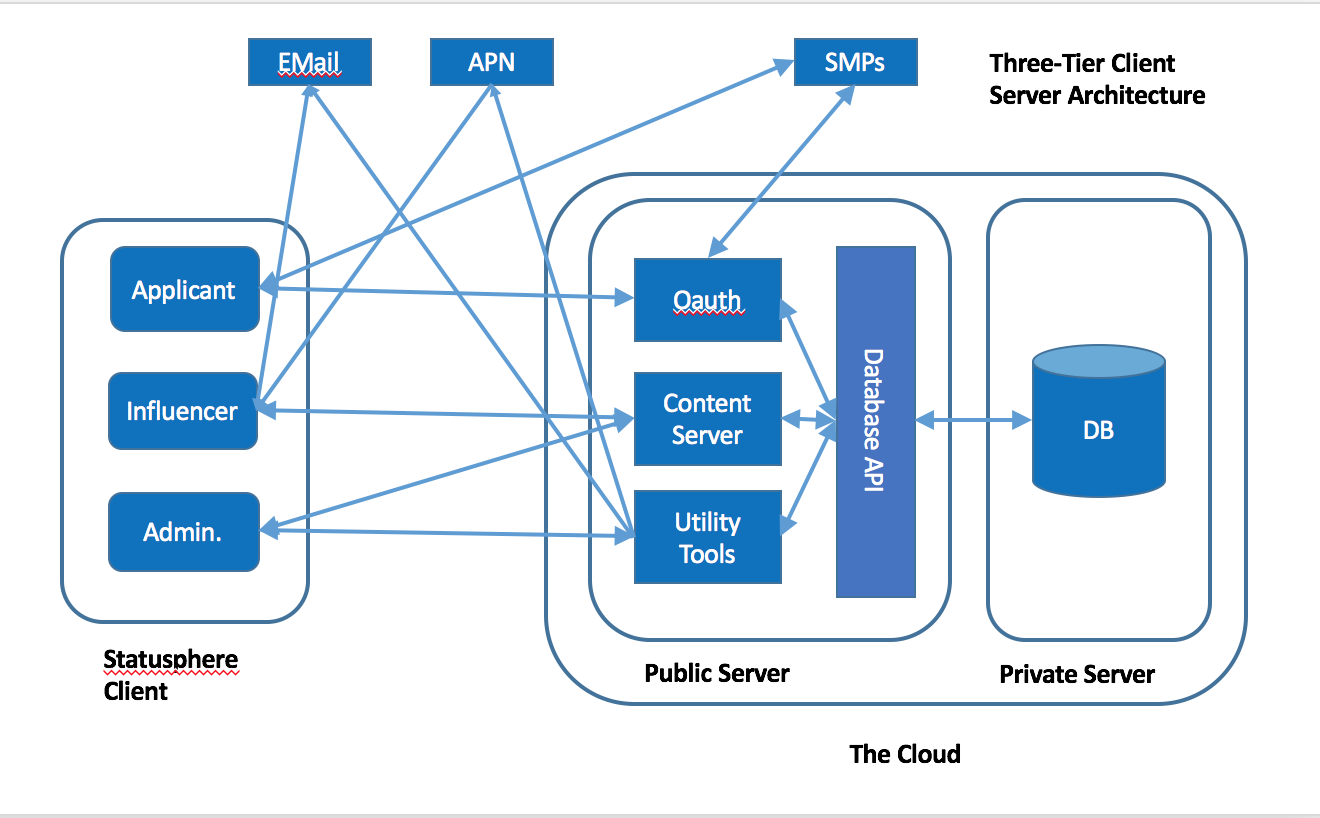 EMail
APN
SMPs
Three-Tier Client
Server Architecture
Applicant
Influencer
Admin.
Statusphere
Client
Oauth
Content
Server
Utility
Tools
Database API
DB
Public Server
Private Server
The Cloud